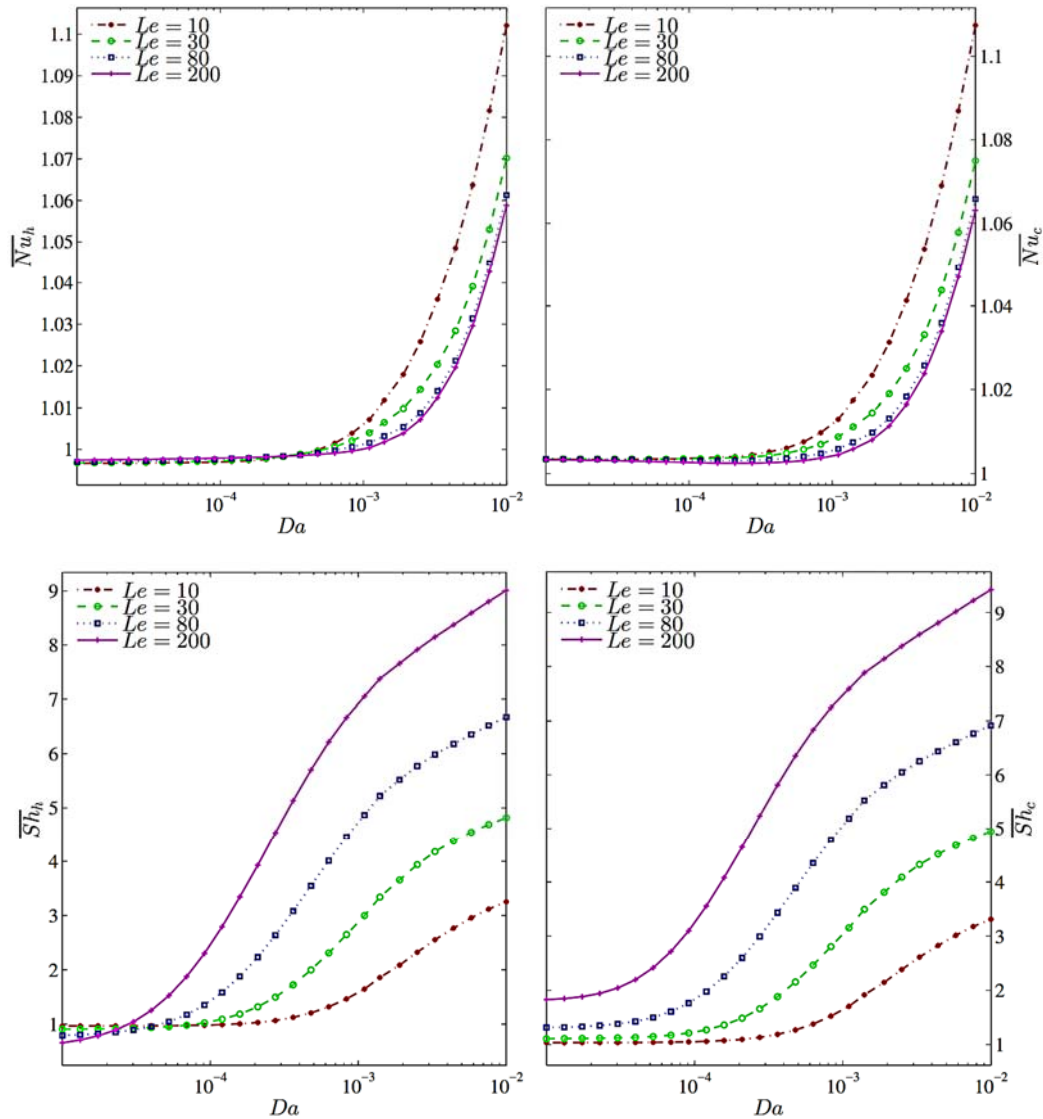 Le = 10
Le = 30
Le = 80
Le = 200
1.1
1.09
1.08
1.07
1.06
1.05
1.04
1.03
1.02
1.01
1
10⁻⁴
10⁻³
10⁻²
Da
N̅u̅ₕ
Le = 10
Le = 30
Le = 80
Le = 200
1.1
1.08
1.06
1.04
1.02
1
10⁻⁴
10⁻³
10⁻²
Da
N̅u̅_c
Le = 10
Le = 30
Le = 80
Le = 200
9
8
7
6
5
4
3
2
1
10⁻⁴
10⁻³
10⁻²
Da
S̅h̅ₕ
Le = 10
Le = 30
Le = 80
Le = 200
9
8
7
6
5
4
3
2
1
10⁻⁴
10⁻³
10⁻²
Da
S̅h̅_c